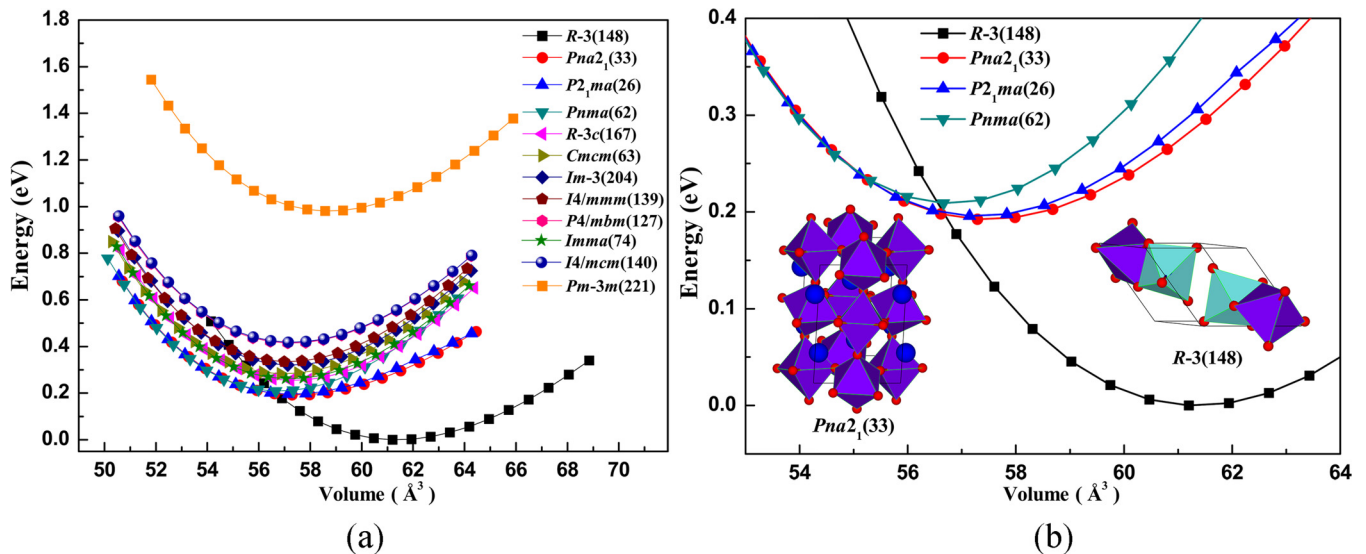 1.8
1.6
1.4
1.2
1.0
0.8
0.6
0.4
0.2
0.0
Energy (eV)
50 52 54 56 58 60 62 64 66 68 70
Volume ( Å³ )
R-3(148)
Pna2₁(33)
P2₁ma(26)
Pnma(62)
R-3c(167)
Cmcm(63)
Im-3(204)
I4/mmm(139)
P4/mbm(127)
Imma(74)
I4/mcm(140)
Pm-3m(221)
(a)
0.4
0.3
0.2
0.1
0.0
Energy (eV)
54 56 58 60 62 64
Volume ( Å³ )
R-3(148)
Pna2₁(33)
P2₁ma(26)
Pnma(62)
Pna2₁(33)
R-3(148)
(b)